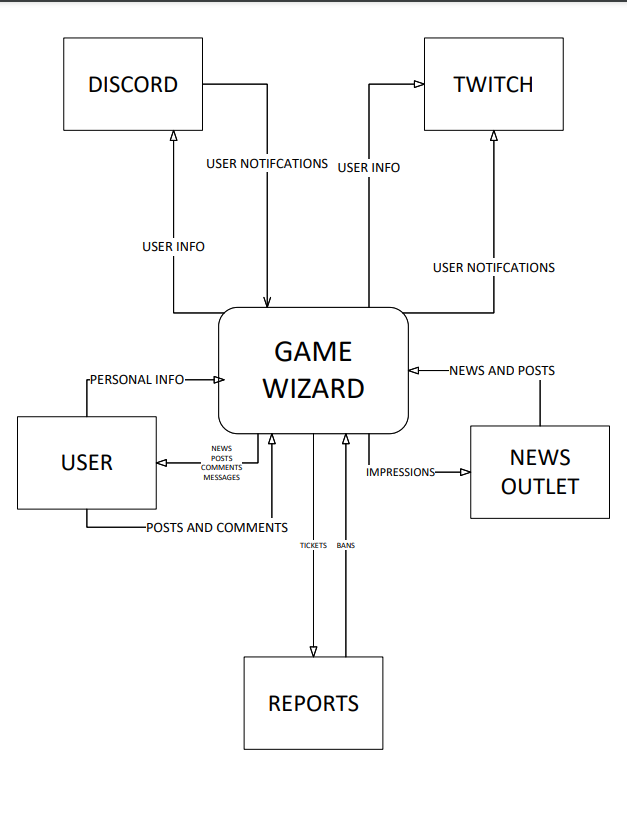 DISCORD
TWITCH
USER NOTIFCATIONS
USER INFO
USER INFO
USER NOTIFCATIONS
GAME
WIZARD
PERSONAL INFO
NEWS AND POSTS
USER
NEWS
POSTS
COMMENTS
MESSAGES
IMPRESSIONS
NEWS
OUTLET
POSTS AND COMMENTS
TICKETS
BANS
REPORTS